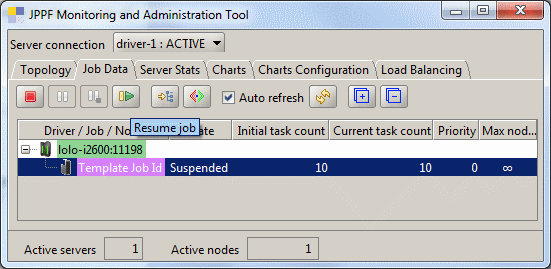 JPPF Monitoring and Administration Tool
Server connection driver-1 : ACTIVE
Topology Job Data Server Stats Charts Charts Configuration Load Balancing
Auto refresh
Resume job
Driver / Job / No ate Initial task count Current task count Priority Max nod...
lolo-i2600:11198
Template Job Id Suspended 10 10 0 ∞
Active servers 1 Active nodes 1